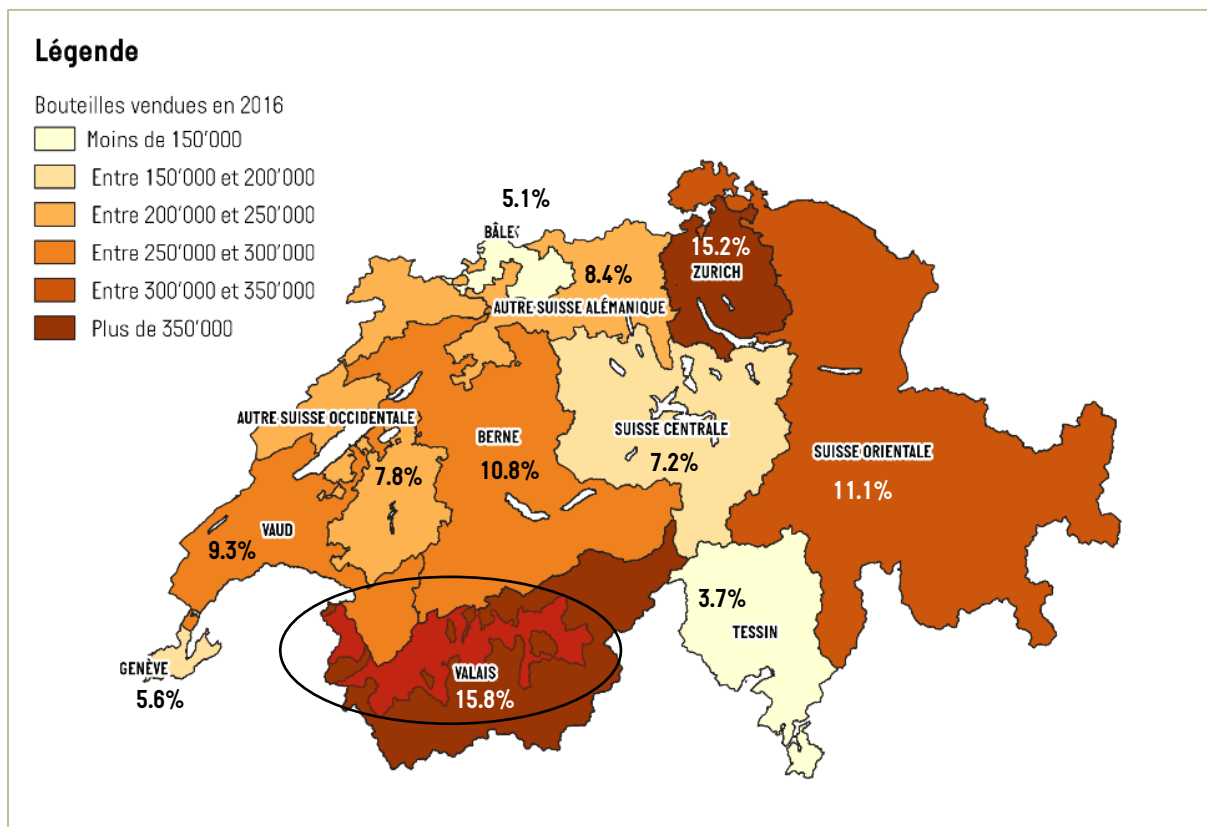 Légende
Bouteilles vendues en 2016
Moins de 150'000
Entre 150'000 et 200'000
Entre 200'000 et 250'000
Entre 250'000 et 300'000
Entre 300'000 et 350'000
Plus de 350'000
5.1%
BÂLE
8.4%
AUTRE SUISSE ALÉMANIQUE
15.2%
ZURICH
AUTRE SUISSE OCCIDENTALE
7.8%
BERNE
10.8%
SUISSE CENTRALE
7.2%
SUISSE ORIENTALE
11.1%
VAUD
9.3%
3.7%
TESSIN
GENÈVE
5.6%
VALAIS
15.8%